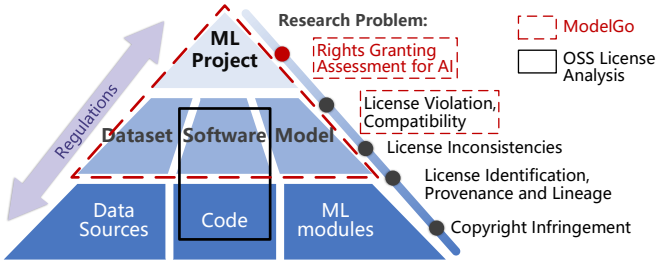 Research Problem:
ModelGo
ML
Project
Rights Granting
Assessment for AI
OSS License
Analysis
Regulations
License Violation,
Compatibility
Dataset Software Model
License Inconsistencies
License Identification,
Provenance and Lineage
Data
Sources
Code
ML
modules
Copyright Infringement